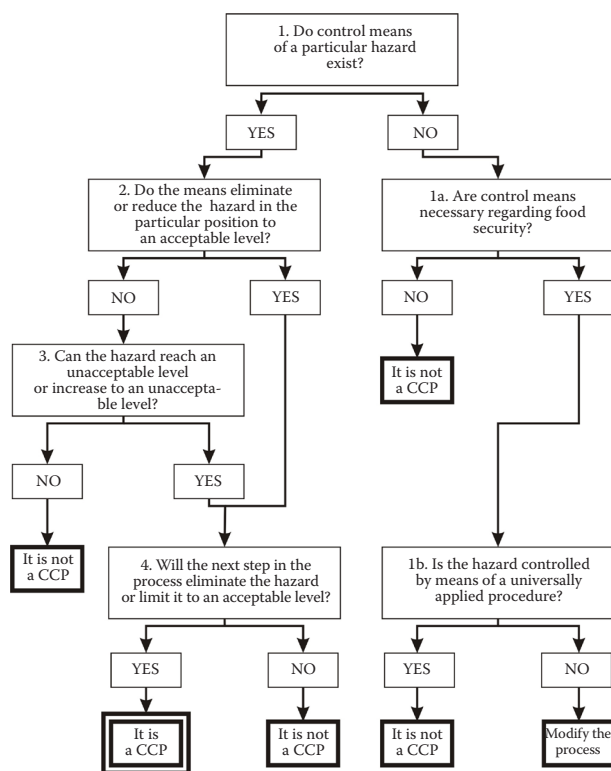 1. Do control means
of a particular hazard
exist?
YES
NO
2. Do the means eliminate
or reduce the hazard in the
particular position to
an acceptable level?
1a. Are control means
necessary regarding food
security?
NO
YES
NO
YES
3. Can the hazard reach an
unacceptable level
or increase to an unaccepta-
ble level?
It is not
a CCP
NO
YES
It is not
a CCP
4. Will the next step in the
process eliminate the hazard
or limit it to an acceptable level?
1b. Is the hazard controlled
by means of a universally
applied procedure?
YES
NO
YES
NO
It is
a CCP
It is not
a CCP
It is not
a CCP
Modify the
process